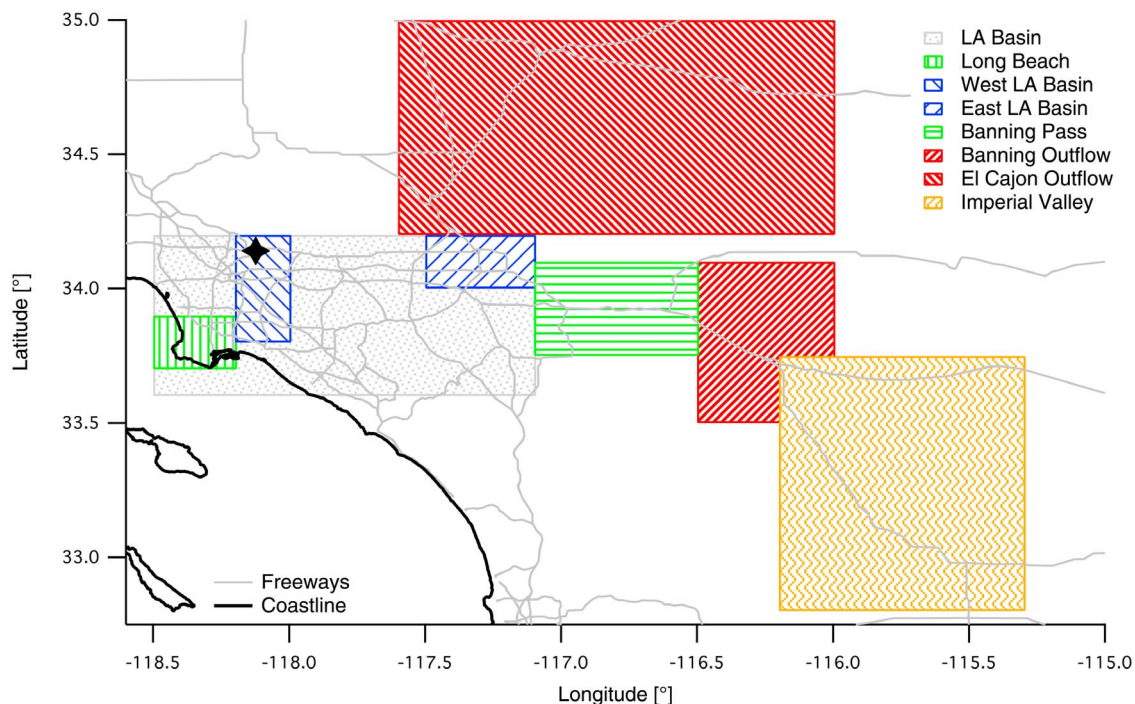 35.0
34.5
34.0
33.5
33.0
Latitude [°]
LA Basin
Long Beach
West LA Basin
East LA Basin
Banning Pass
Banning Outflow
El Cajon Outflow
Imperial Valley
Freeways
Coastline
-118.5 -118.0 -117.5 -117.0 -116.5 -116.0 -115.5 -115.0
Longitude [°]